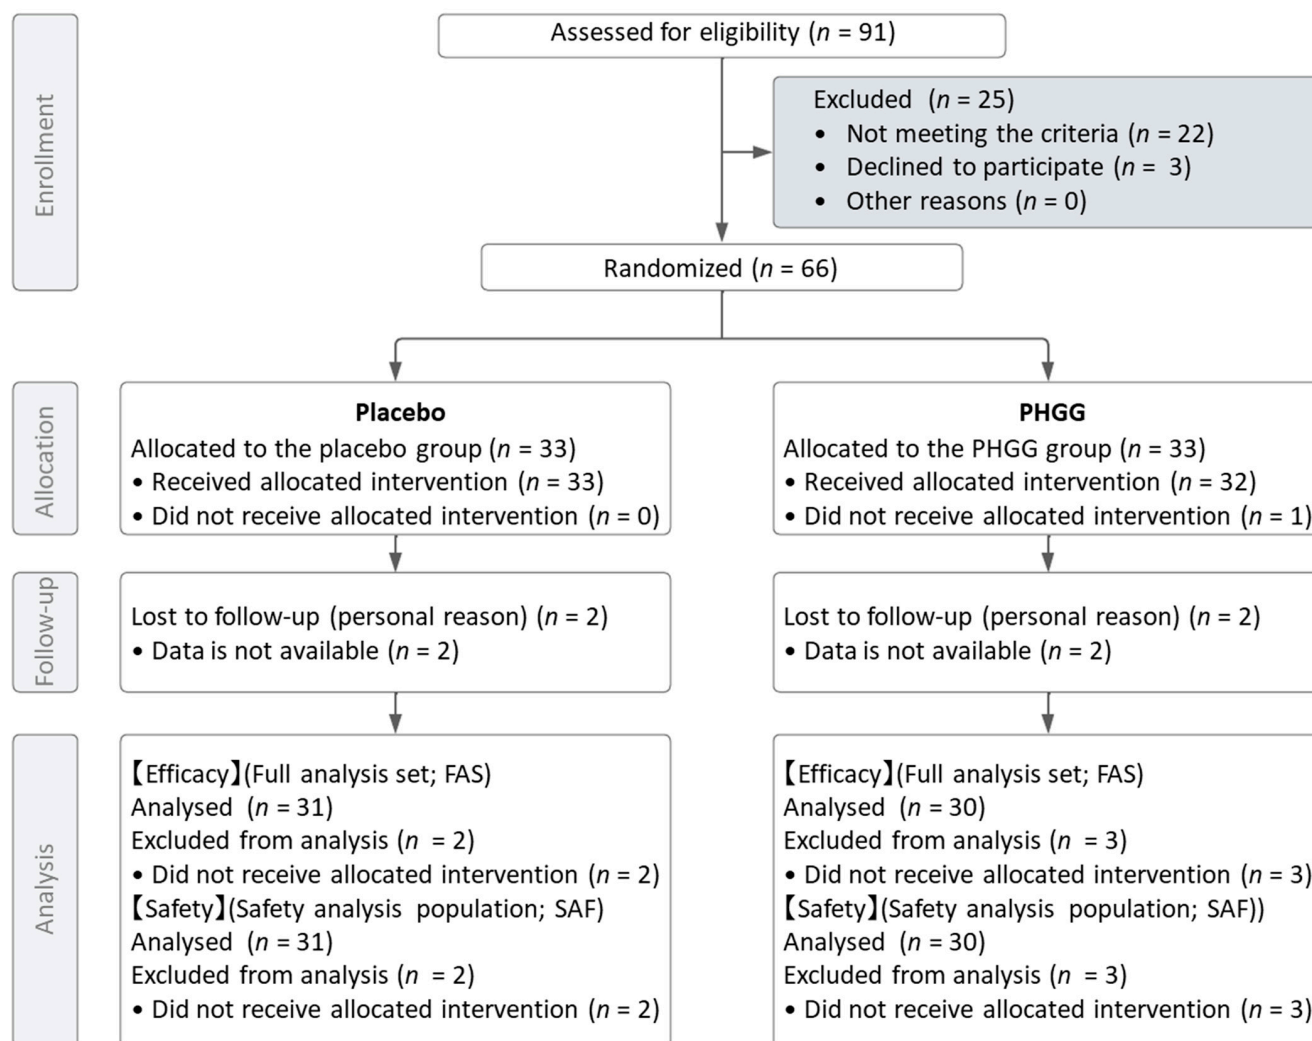 Enrollment
Assessed for eligibility (n = 91)
Excluded (n = 25)
• Not meeting the criteria (n = 22)
• Declined to participate (n = 3)
• Other reasons (n = 0)
Randomized (n = 66)
Allocation
Placebo
Allocated to the placebo group (n = 33)
• Received allocated intervention (n = 33)
• Did not receive allocated intervention (n = 0)
PHGG
Allocated to the PHGG group (n = 33)
• Received allocated intervention (n = 32)
• Did not receive allocated intervention (n = 1)
Follow-up
Lost to follow-up (personal reason) (n = 2)
• Data is not available (n = 2)
Lost to follow-up (personal reason) (n = 2)
• Data is not available (n = 2)
Analysis
【Efficacy】(Full analysis set; FAS)
Analysed (n = 31)
Excluded from analysis (n = 2)
• Did not receive allocated intervention (n = 2)
【Safety】(Safety analysis population; SAF)
Analysed (n = 31)
Excluded from analysis (n = 2)
• Did not receive allocated intervention (n = 2)
【Efficacy】(Full analysis set; FAS)
Analysed (n = 30)
Excluded from analysis (n = 3)
• Did not receive allocated intervention (n = 3)
【Safety】(Safety analysis population; SAF))
Analysed (n = 30)
Excluded from analysis (n = 3)
• Did not receive allocated intervention (n = 3)